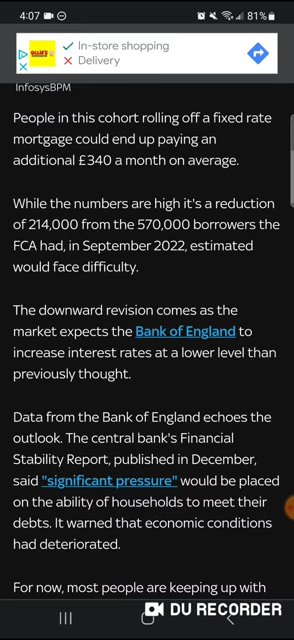 4:07
81%
OLLIE'S
In-store shopping
Delivery
InfosysBPM
People in this cohort rolling off a fixed rate
mortgage could end up paying an
additional £340 a month on average.
While the numbers are high it's a reduction
of 214,000 from the 570,000 borrowers the
FCA had, in September 2022, estimated
would face difficulty.
The downward revision comes as the
market expects the Bank of England to
increase interest rates at a lower level than
previously thought.
Data from the Bank of England echoes the
outlook. The central bank's Financial
Stability Report, published in December,
said "significant pressure" would be placed
on the ability of households to meet their
debts. It warned that economic conditions
had deteriorated.
For now, most people are keeping up with
DU RECORDER